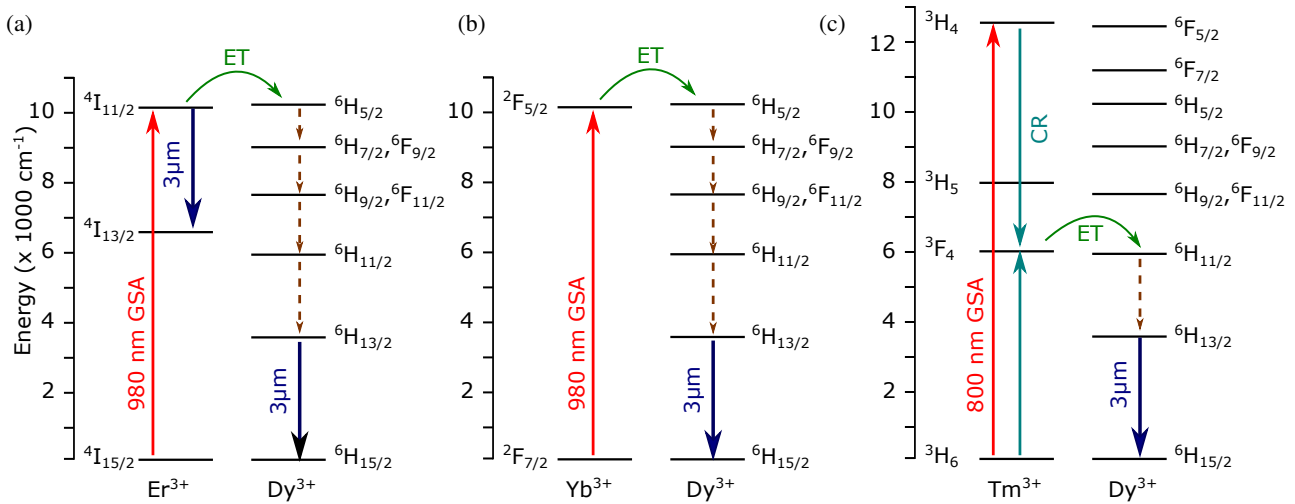 (a)
ET
Energy (x 1000 cm⁻¹)
10
8
6
4
2
⁴I₁₁/₂
⁴I₁₃/₂
⁴I₁₅/₂
980 nm GSA
3μm
⁶H₅/₂
⁶H₇/₂,⁶F₉/₂
⁶H₉/₂,⁶F₁₁/₂
⁶H₁₁/₂
⁶H₁₃/₂
3μm
⁶H₁₅/₂
Er³⁺
Dy³⁺
(b)
ET
10
8
6
4
2
²F₅/₂
²F₇/₂
980 nm GSA
⁶H₅/₂
⁶H₇/₂,⁶F₉/₂
⁶H₉/₂,⁶F₁₁/₂
⁶H₁₁/₂
⁶H₁₃/₂
3μm
⁶H₁₅/₂
Yb³⁺
Dy³⁺
(c)
12
10
8
6
4
2
³H₄
³H₅
³F₄
³H₆
800 nm GSA
CR
ET
⁶F₅/₂
⁶F₇/₂
⁶H₅/₂
⁶H₇/₂,⁶F₉/₂
⁶H₉/₂,⁶F₁₁/₂
⁶H₁₁/₂
⁶H₁₃/₂
3μm
⁶H₁₅/₂
Tm³⁺
Dy³⁺